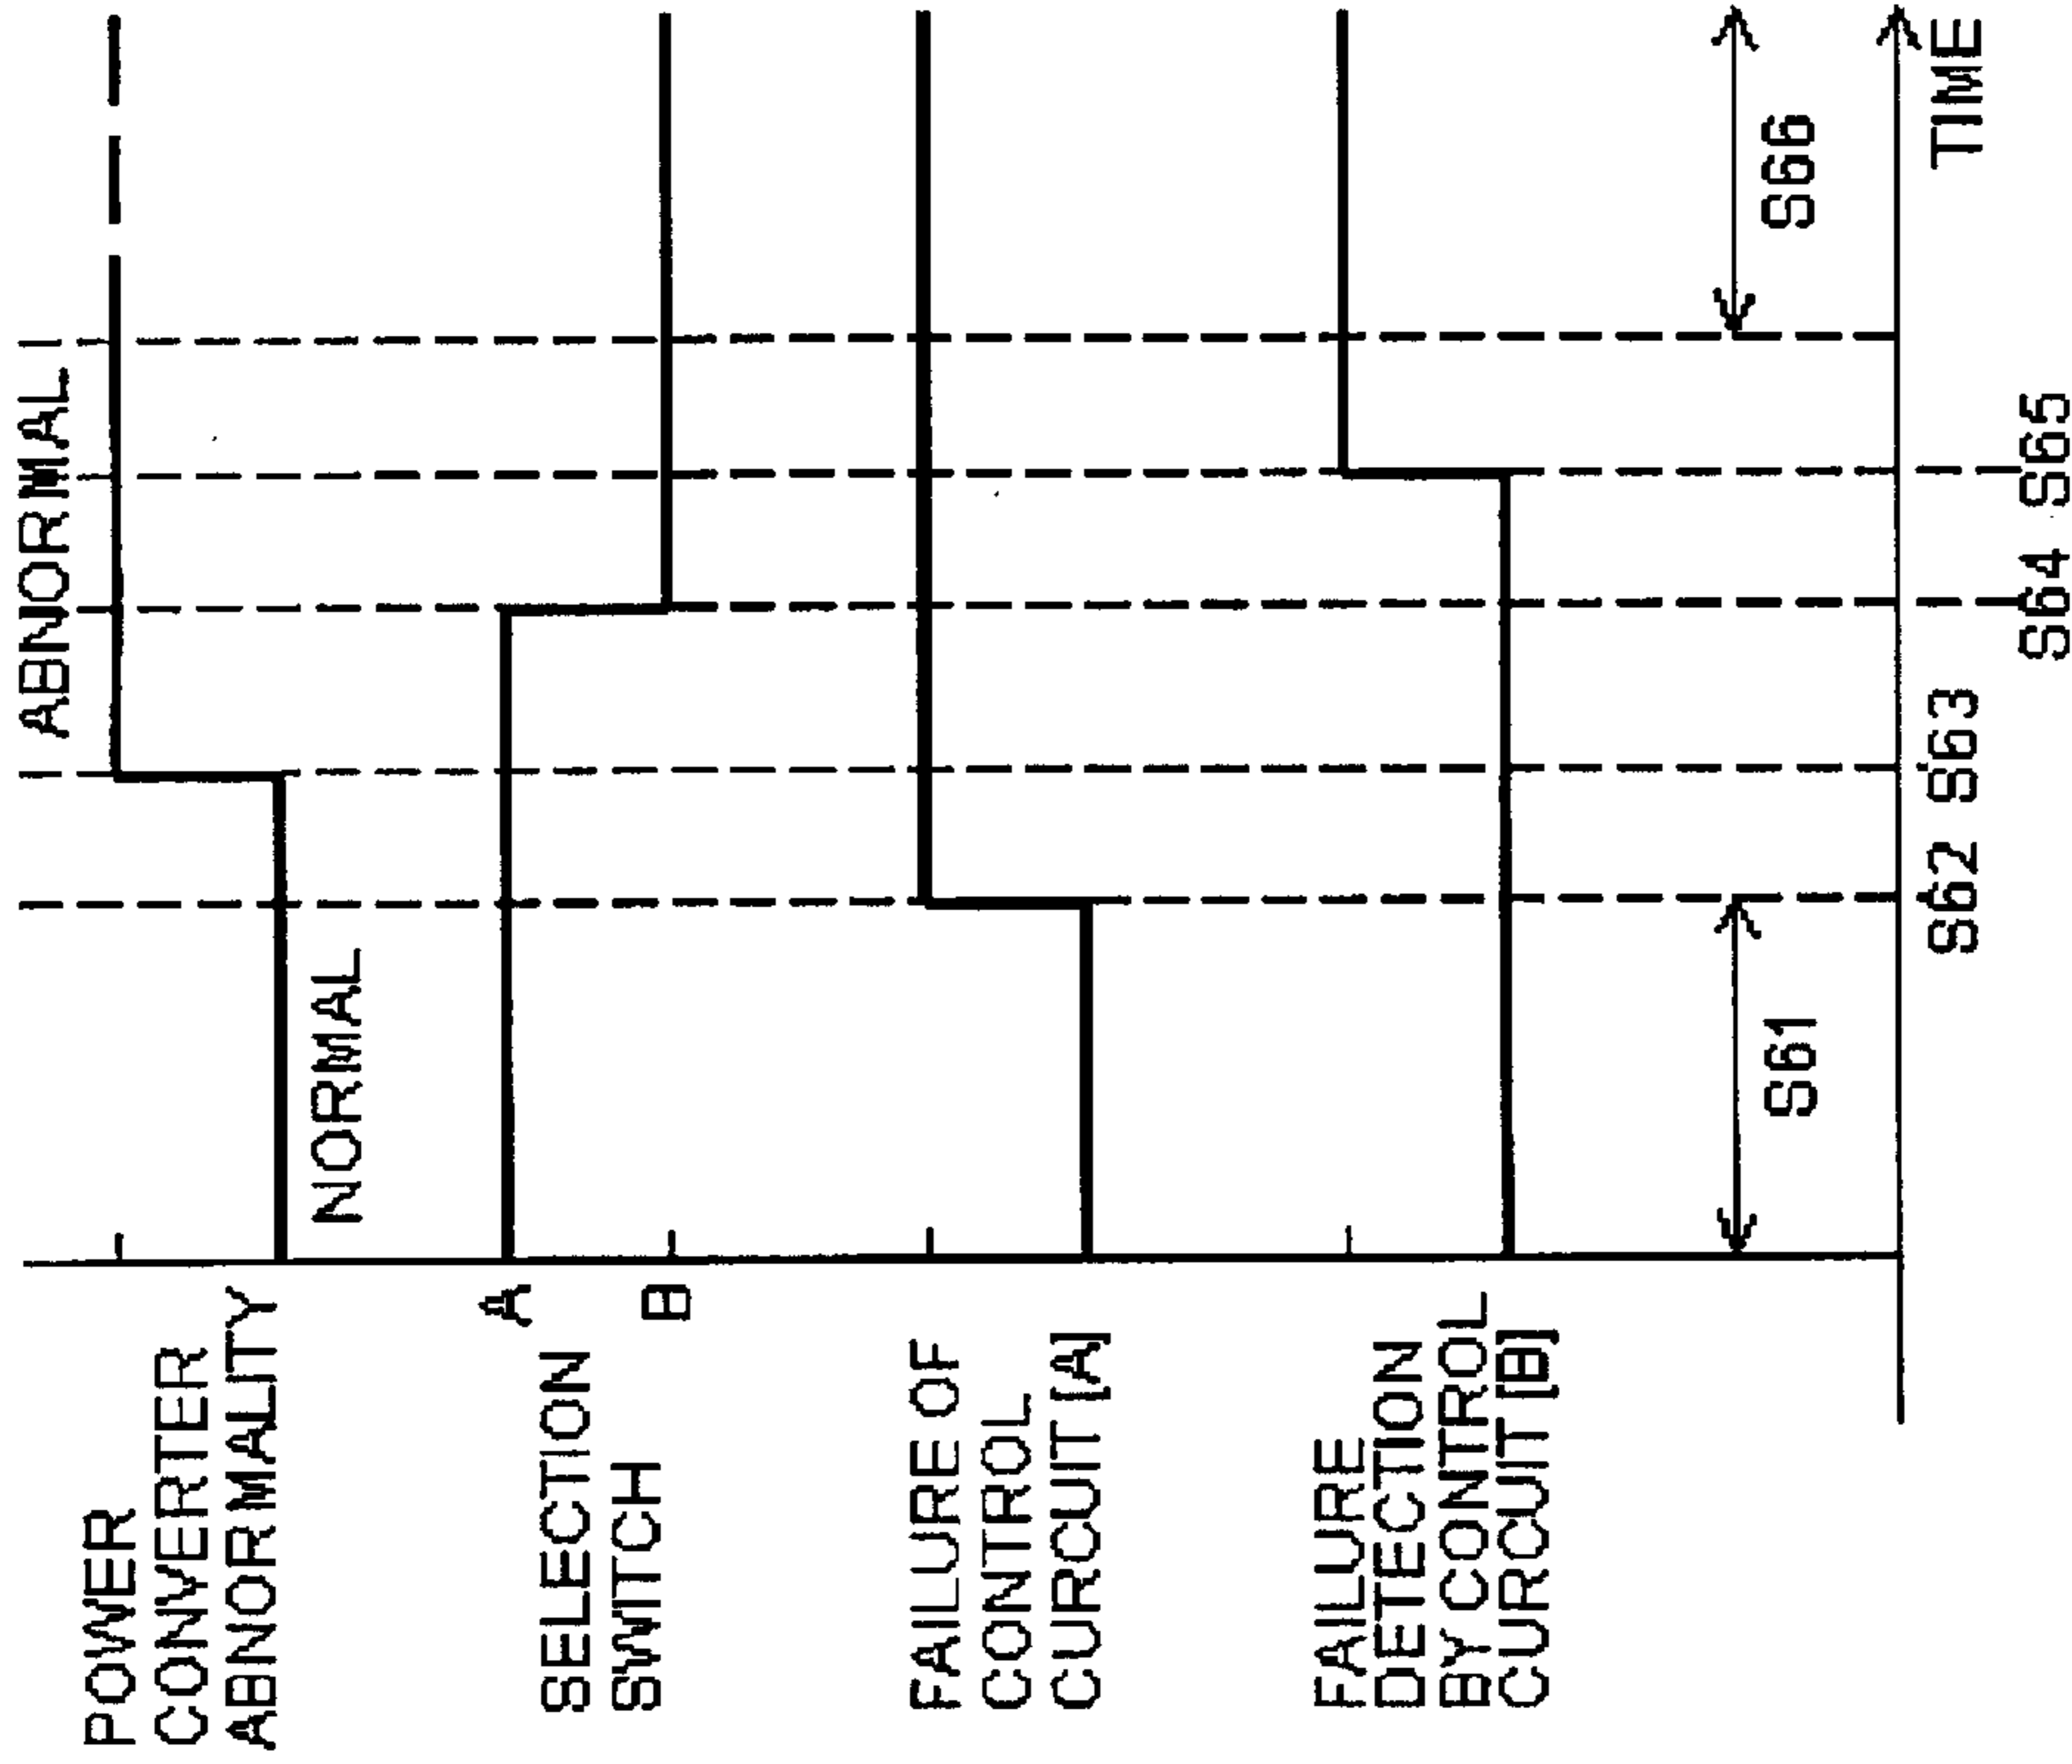 ABNORMAL
POWER
CONVERTER
ABNORMALITY
NORMAL
A
SELECTION
SWITCH
B
FAILURE OF
CONTROL
CURCUIT [A]
FAILURE
DETECTION
BY CONTROL
CURCUIT [B]
S61
S66
S62 S63
TIME
S64 S65